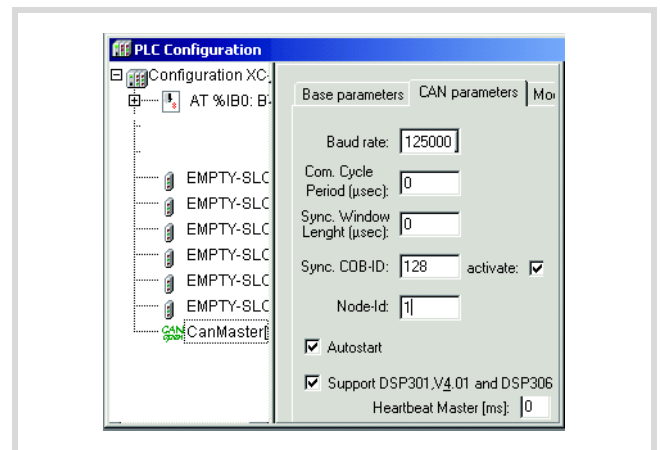 PLC Configuration
Configuration XC-
AT %IB0: B
EMPTY-SLC
EMPTY-SLC
EMPTY-SLC
EMPTY-SLC
EMPTY-SLC
EMPTY-SLC
CAN open CanMaster[
Base parameters CAN parameters Mo
Baud rate: 125000
Com. Cycle
Period (µsec): 0
Sync. Window
Lenght (µsec): 0
Sync. COB-ID: 128 activate:
Node-Id: 1
Autostart
Support DSP301,V4.01 and DSP306
Heartbeat Master [ms]: 0